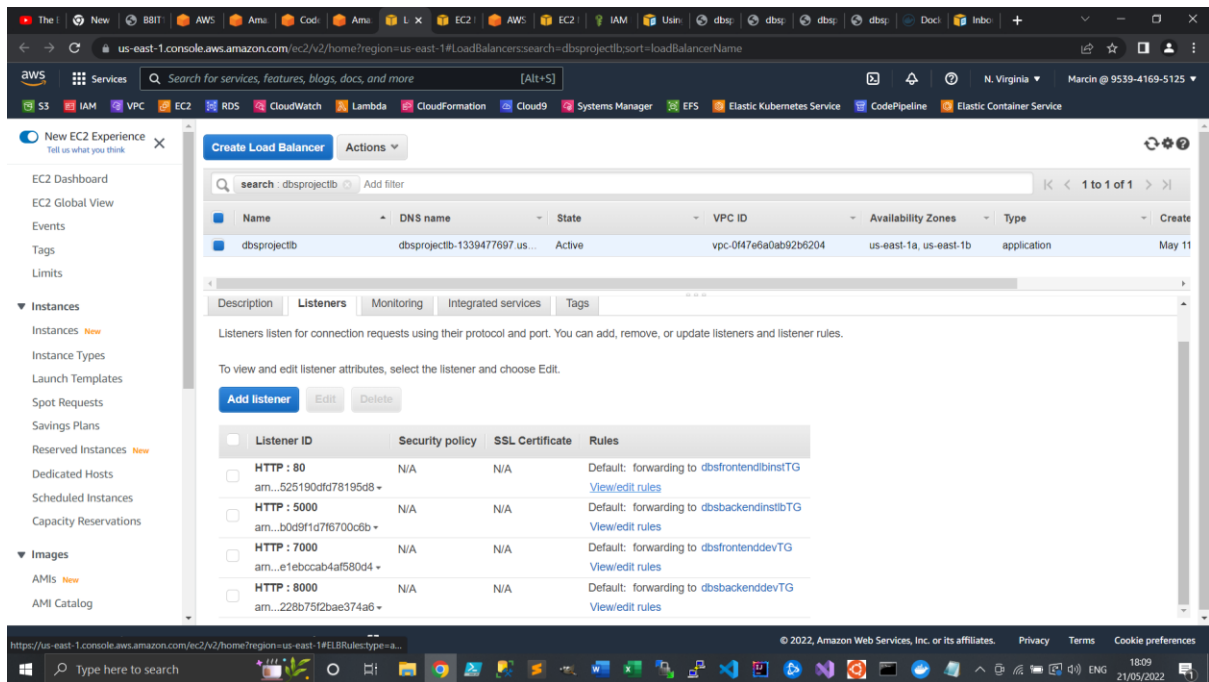 The I
New
BBIT
AWS
Ama
Code
Ama
L
EC2 I
AWS
EC2
IAM
Using
dbsp
dbsp
dbsp
dbsp
Dock
Inbo
us-east-1.console.aws.amazon.com/ec2/v2/home?region=us-east-1#LoadBalancers:search=dbsprojectlb;sort=loadBalancerName
aws Services Search for services, features, blogs, docs, and more [Alt+S] N. Virginia ▼ Marcin @ 9539-4169-5125 ▼
S3 IAM VPC EC2 RDS CloudWatch Lambda CloudFormation Cloud9 Systems Manager EFS Elastic Kubernetes Service CodePipeline Elastic Container Service
New EC2 Experience
Tell us what you think
EC2 Dashboard
EC2 Global View
Events
Tags
Limits
Instances
Instances New
Instance Types
Launch Templates
Spot Requests
Savings Plans
Reserved Instances New
Dedicated Hosts
Scheduled Instances
Capacity Reservations
Images
AMIs New
AMI Catalog
Create Load Balancer Actions
search : dbsprojectlb Add filter 1 to 1 of 1
Name DNS name State VPC ID Availability Zones Type Create
dbsprojectlb dbsprojectlb-1339477697.us... Active vpc-0f47e6a0ab92b6204 us-east-1a, us-east-1b application May 11
Description Listeners Monitoring Integrated services Tags
Listeners listen for connection requests using their protocol and port. You can add, remove, or update listeners and listener rules.
To view and edit listener attributes, select the listener and choose Edit.
Add listener Edit Delete
Listener ID Security policy SSL Certificate Rules
HTTP : 80 N/A N/A Default: forwarding to dbsfrontendlbinstTG
arn...525190dfd78195d8 View/edit rules
HTTP : 5000 N/A N/A Default: forwarding to dbsbackendinstlbTG
arn...b0d9f1d7f6700c6b View/edit rules
HTTP : 7000 N/A N/A Default: forwarding to dbsfrontenddevTG
arn...e1ebccab4af580d4 View/edit rules
HTTP : 8000 N/A N/A Default: forwarding to dbsbackenddevTG
arn...228b75f2bae374a6 View/edit rules
https://us-east-1.console.aws.amazon.com/ec2/v2/home?region=us-east-1#ELBRules:type=a...
© 2022, Amazon Web Services, Inc. or its affiliates. Privacy Terms Cookie preferences
Type here to search
ENG
18:09
21/05/2022